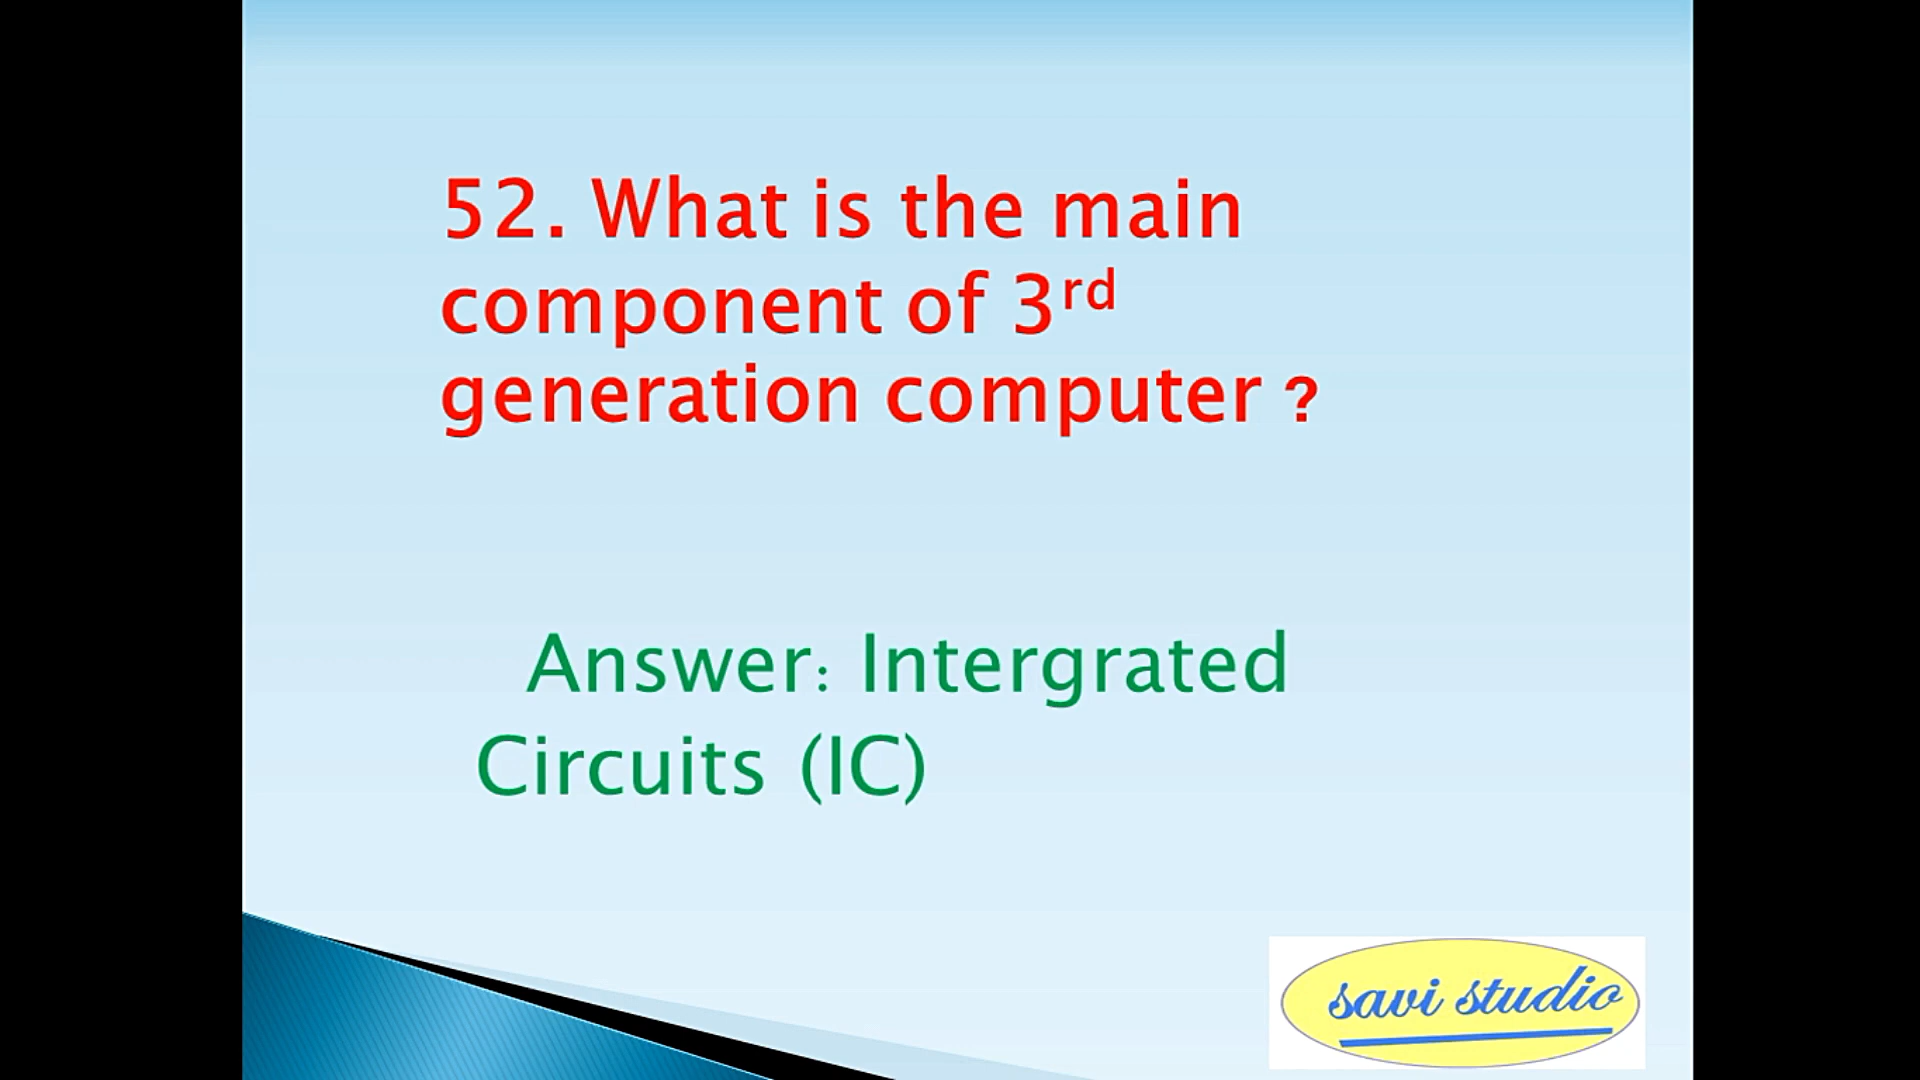 52. What is the main
component of 3rd
generation computer ?
Answer: Intergrated
Circuits (IC)
savi studio